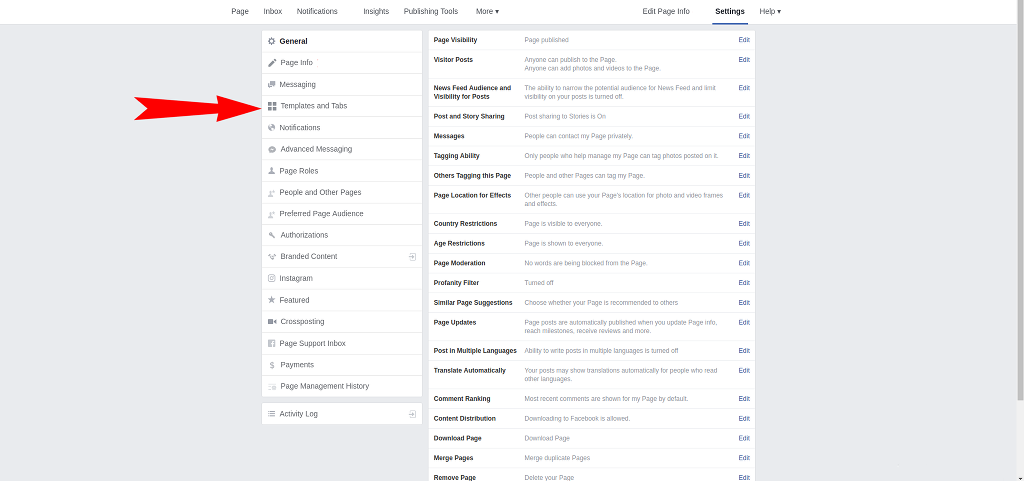 Page Inbox Notifications Insights Publishing Tools More ▾ Edit Page Info Settings Help ▾
General
Page Info
Messaging
Templates and Tabs
Notifications
Advanced Messaging
Page Roles
People and Other Pages
Preferred Page Audience
Authorizations
Branded Content
Instagram
Featured
Crossposting
Page Support Inbox
Payments
Page Management History
Activity Log
Page Visibility Page published Edit
Visitor Posts Anyone can publish to the Page. Edit
Anyone can add photos and videos to the Page.
News Feed Audience and The ability to narrow the potential audience for News Feed and limit Edit
Visibility for Posts visibility on your posts is turned off.
Post and Story Sharing Post sharing to Stories is On Edit
Messages People can contact my Page privately. Edit
Tagging Ability Only people who help manage my Page can tag photos posted on it. Edit
Others Tagging this Page People and other Pages can tag my Page. Edit
Page Location for Effects Other people can use your Page's location for photo and video frames Edit
and effects.
Country Restrictions Page is visible to everyone. Edit
Age Restrictions Page is shown to everyone. Edit
Page Moderation No words are being blocked from the Page. Edit
Profanity Filter Turned off Edit
Similar Page Suggestions Choose whether your Page is recommended to others Edit
Page Updates Page posts are automatically published when you update Page info, Edit
reach milestones, receive reviews and more.
Post in Multiple Languages Ability to write posts in multiple languages is turned off Edit
Translate Automatically Your posts may show translations automatically for people who read Edit
other languages.
Comment Ranking Most recent comments are shown for my Page by default. Edit
Content Distribution Downloading to Facebook is allowed. Edit
Download Page Download Page Edit
Merge Pages Merge duplicate Pages Edit
Remove Page Delete your Page Edit